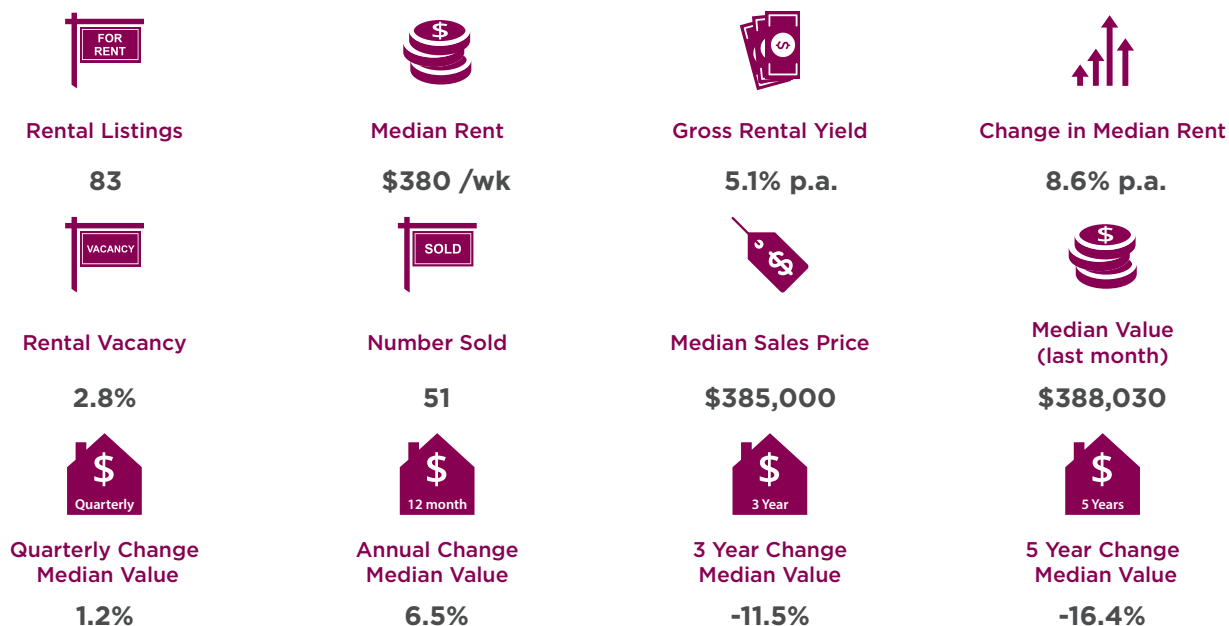 FOR
RENT
$
$
Rental Listings
Median Rent
Gross Rental Yield
Change in Median Rent
83
$380 /wk
5.1% p.a.
8.6% p.a.
VACANCY
SOLD
$
$
Rental Vacancy
Number Sold
Median Sales Price
Median Value
(last month)
2.8%
51
$385,000
$388,030
$
Quarterly
$
12 month
$
3 Year
$
5 Years
Quarterly Change
Median Value
Annual Change
Median Value
3 Year Change
Median Value
5 Year Change
Median Value
1.2%
6.5%
-11.5%
-16.4%